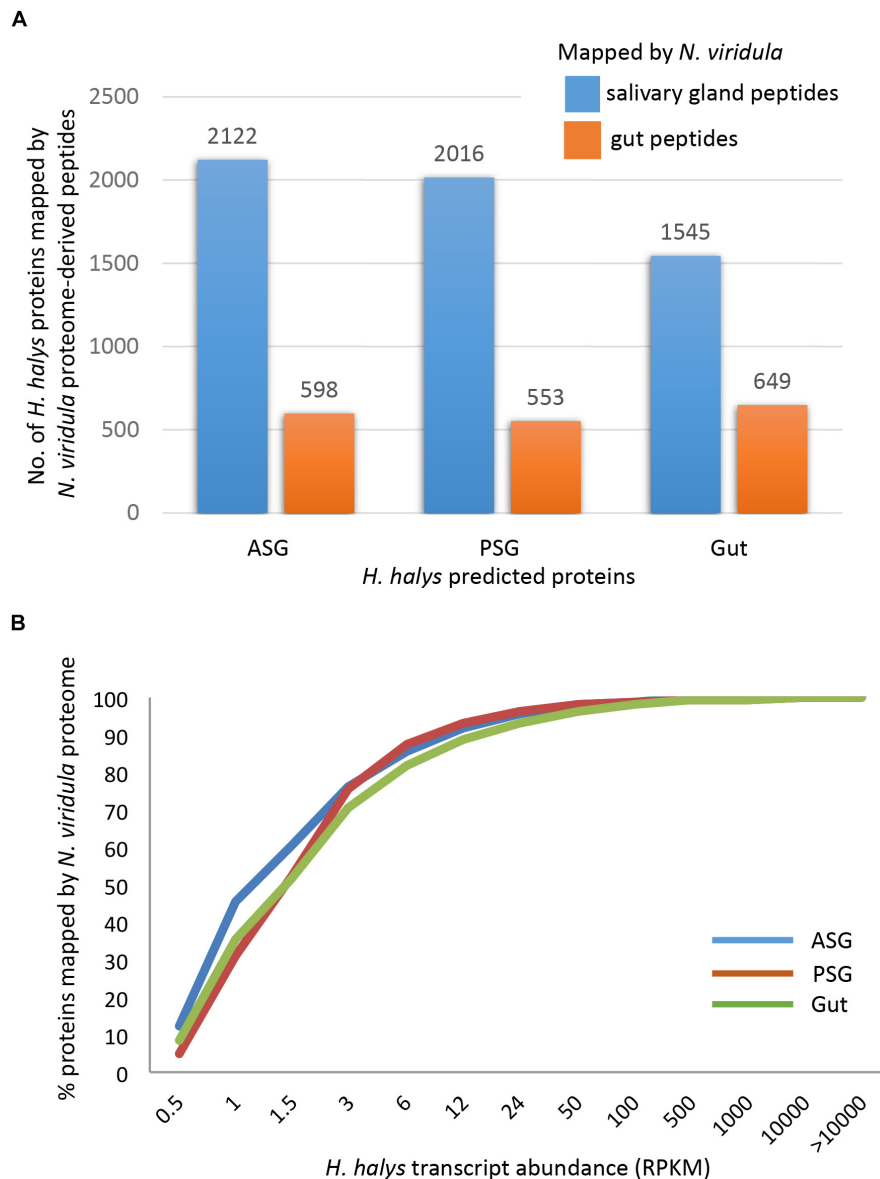 A
Mapped by N. viridula
salivary gland peptides
gut peptides
No. of H. halys proteins mapped by
N. viridula proteome-derived peptides
2500
2000
1500
1000
500
0
2122
598
2016
553
1545
649
ASG
PSG
Gut
H. halys predicted proteins
B
% proteins mapped by N. viridula proteome
100
90
80
70
60
50
40
30
20
10
0
ASG
PSG
Gut
0.5
1
1.5
3
6
12
24
50
100
500
1000
10000
>10000
H. halys transcript abundance (RPKM)